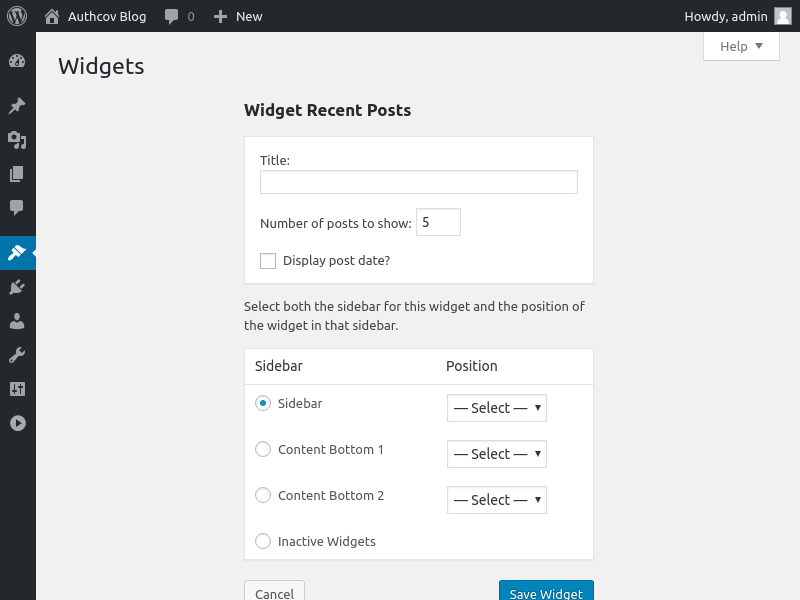 Authcov Blog 0 New Howdy, admin
Help
Widgets
Widget Recent Posts
Title:
Number of posts to show: 5
Display post date?
Select both the sidebar for this widget and the position
of the widget in that sidebar.
Sidebar Position
Sidebar — Select —
Content Bottom 1 — Select —
Content Bottom 2 — Select —
Inactive Widgets
Cancel Save Widget